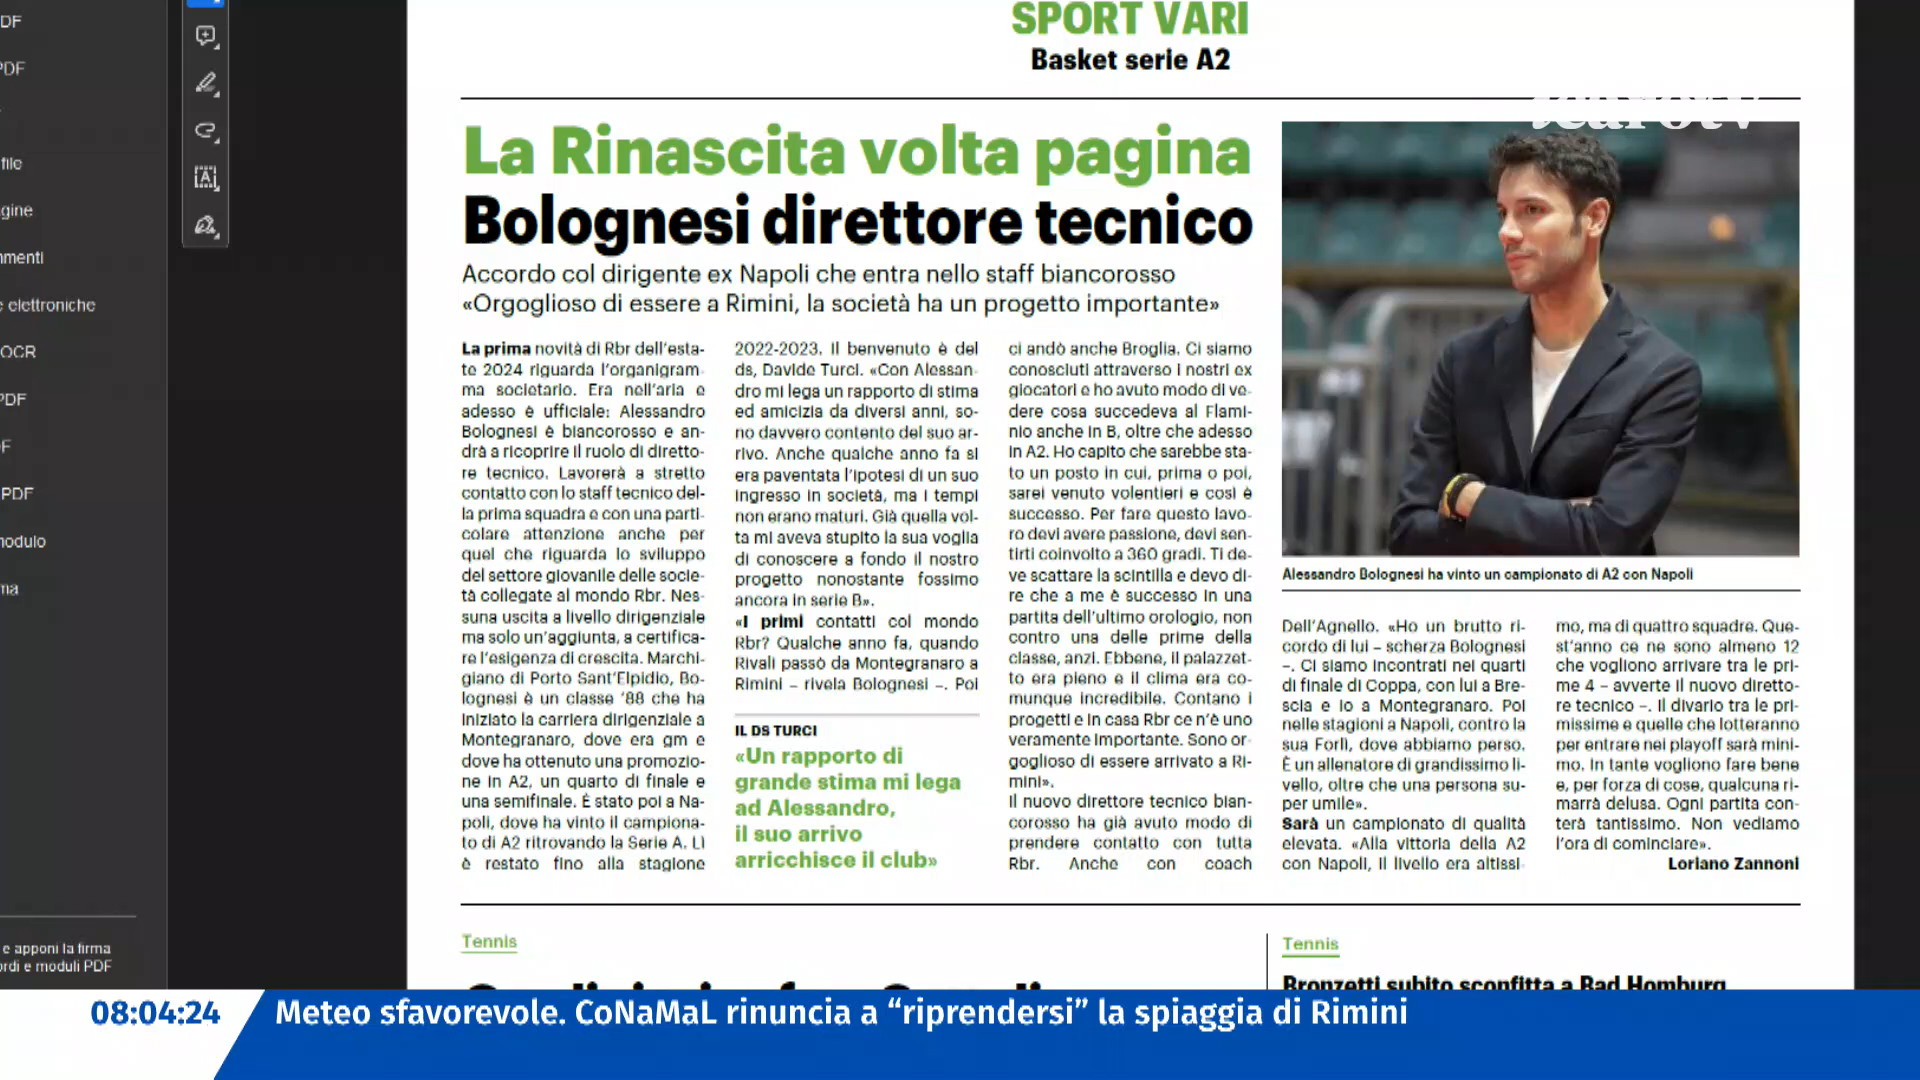 DF
PDF
file
gine
nmenti
e elettroniche
OCR
PDF
F
PDF
nodulo
ma
e apponi la firma
ordi e moduli PDF
SPORT VARI
Basket serie A2
icarotv
La Rinascita volta pagina
Bolognesi direttore tecnico
Accordo col dirigente ex Napoli che entra nello staff biancorosso
«Orgoglioso di essere a Rimini, la società ha un progetto importante»
La prima novità di Rbr dell'esta-
te 2024 riguarda l'organigram-
ma societario. Era nell'aria e
adesso è ufficiale: Alessandro
Bolognesi è biancorosso e an-
drà a ricoprire il ruolo di diretto-
re tecnico. Lavorerà a stretto
contatto con lo staff tecnico del-
la prima squadra e con una parti-
colare attenzione anche per
quel che riguarda lo sviluppo
del settore giovanile delle socie-
tà collegate al mondo Rbr. Nes-
suna uscita a livello dirigenziale
ma solo un'aggiunta, a certifica-
re l'esigenza di crescita. Marchi-
giano di Porto Sant'Elpidio, Bo-
lognesi è un classe '88 che ha
iniziato la carriera dirigenziale a
Montegranaro, dove era gm e
dove ha ottenuto una promozio-
ne in A2, un quarto di finale e
una semifinale. È stato poi a Na-
poli, dove ha vinto il campiona-
to di A2 ritrovando la Serie A. Lì
è restato fino alla stagione
2022-2023. Il benvenuto è del
ds, Davide Turci. «Con Alessan-
dro mi lega un rapporto di stima
ed amicizia da diversi anni, so-
no davvero contento del suo ar-
rivo. Anche qualche anno fa si
era paventata l'ipotesi di un suo
ingresso in società, ma i tempi
non erano maturi. Già quella vol-
ta mi aveva stupito la sua voglia
di conoscere a fondo il nostro
progetto nonostante fossimo
ancora in serie B».
«I primi contatti col mondo
Rbr? Qualche anno fa, quando
Rivali passò da Montegranaro a
Rimini – rivela Bolognesi –. Poi
IL DS TURCI
«Un rapporto di
grande stima mi lega
ad Alessandro,
il suo arrivo
arricchisce il club»
ci andò anche Broglia. Ci siamo
conosciuti attraverso i nostri ex
giocatori e ho avuto modo di ve-
dere cosa succedeva al Flami-
nio anche in B, oltre che adesso
in A2. Ho capito che sarebbe sta-
to un posto in cui, prima o poi,
sarei venuto volentieri e così è
successo. Per fare questo lavo-
ro devi avere passione, devi sen-
tirti coinvolto a 360 gradi. Ti de-
ve scattare la scintilla e devo di-
re che a me è successo in una
partita dell'ultimo orologio, non
contro una delle prime della
classe, anzi. Ebbene, il palazzet-
to era pieno e il clima era co-
munque incredibile. Contano i
progetti e in casa Rbr ce n'è uno
veramente importante. Sono or-
goglioso di essere arrivato a Ri-
mini».
Il nuovo direttore tecnico bian-
corosso ha già avuto modo di
prendere contatto con tutta
Rbr. Anche con coach
Alessandro Bolognesi ha vinto un campionato di A2 con Napoli
Dell'Agnello. «Ho un brutto ri-
cordo di lui – scherza Bolognesi
–. Ci siamo incontrati nei quarti
di finale di Coppa, con lui a Bre-
scia e io a Montegranaro. Poi
nelle stagioni a Napoli, contro la
sua Forlì, dove abbiamo perso.
È un allenatore di grandissimo li-
vello, oltre che una persona su-
per umile».
Sarà un campionato di qualità
elevata. «Alla vittoria della A2
con Napoli, il livello era altissi-
mo, ma di quattro squadre. Que-
st'anno ce ne sono almeno 12
che vogliono arrivare tra le pri-
me 4 – avverte il nuovo diretto-
re tecnico –. Il divario tra le pri-
missime e quelle che lotteranno
per entrare nei playoff sarà mini-
mo. In tante vogliono fare bene
e, per forza di cose, qualcuna ri-
marrà delusa. Ogni partita con-
terà tantissimo. Non vediamo
l'ora di cominciare».
Loriano Zannoni
Tennis
Tennis
Bronzetti subito sconfitta a Bad Homburg
08:04:24
Meteo sfavorevole. CoNaMaL rinuncia a “riprendersi” la spiaggia di Rimini